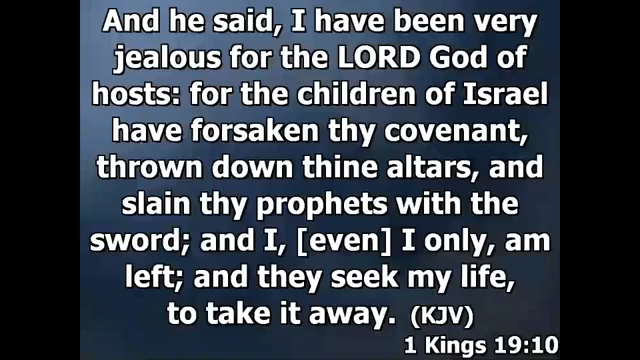 And he said, I have been very
jealous for the LORD God of
hosts: for the children of Israel
have forsaken thy covenant,
thrown down thine altars, and
slain thy prophets with the
sword; and I, [even] I only, am
left; and they seek my life,
to take it away. (KJV)
1 Kings 19:10